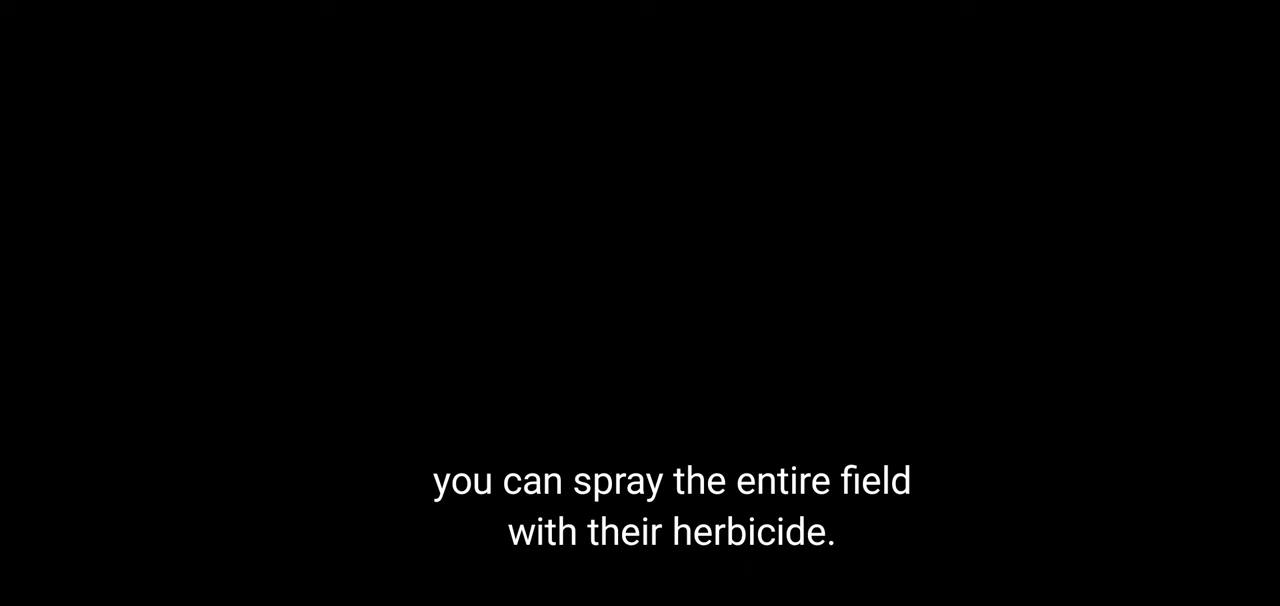 you can spray the entire field
with their herbicide.